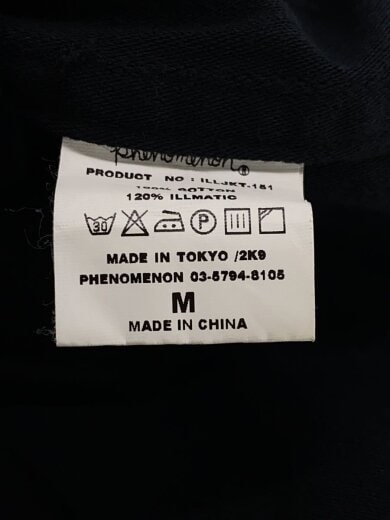 phenomenon®
PRODUCT NO : ILLJKT-151
100% COTTON
120% ILLMATIC
30 P
MADE IN TOKYO /2K9
PHENOMENON 03-5794-8105
M
MADE IN CHINA